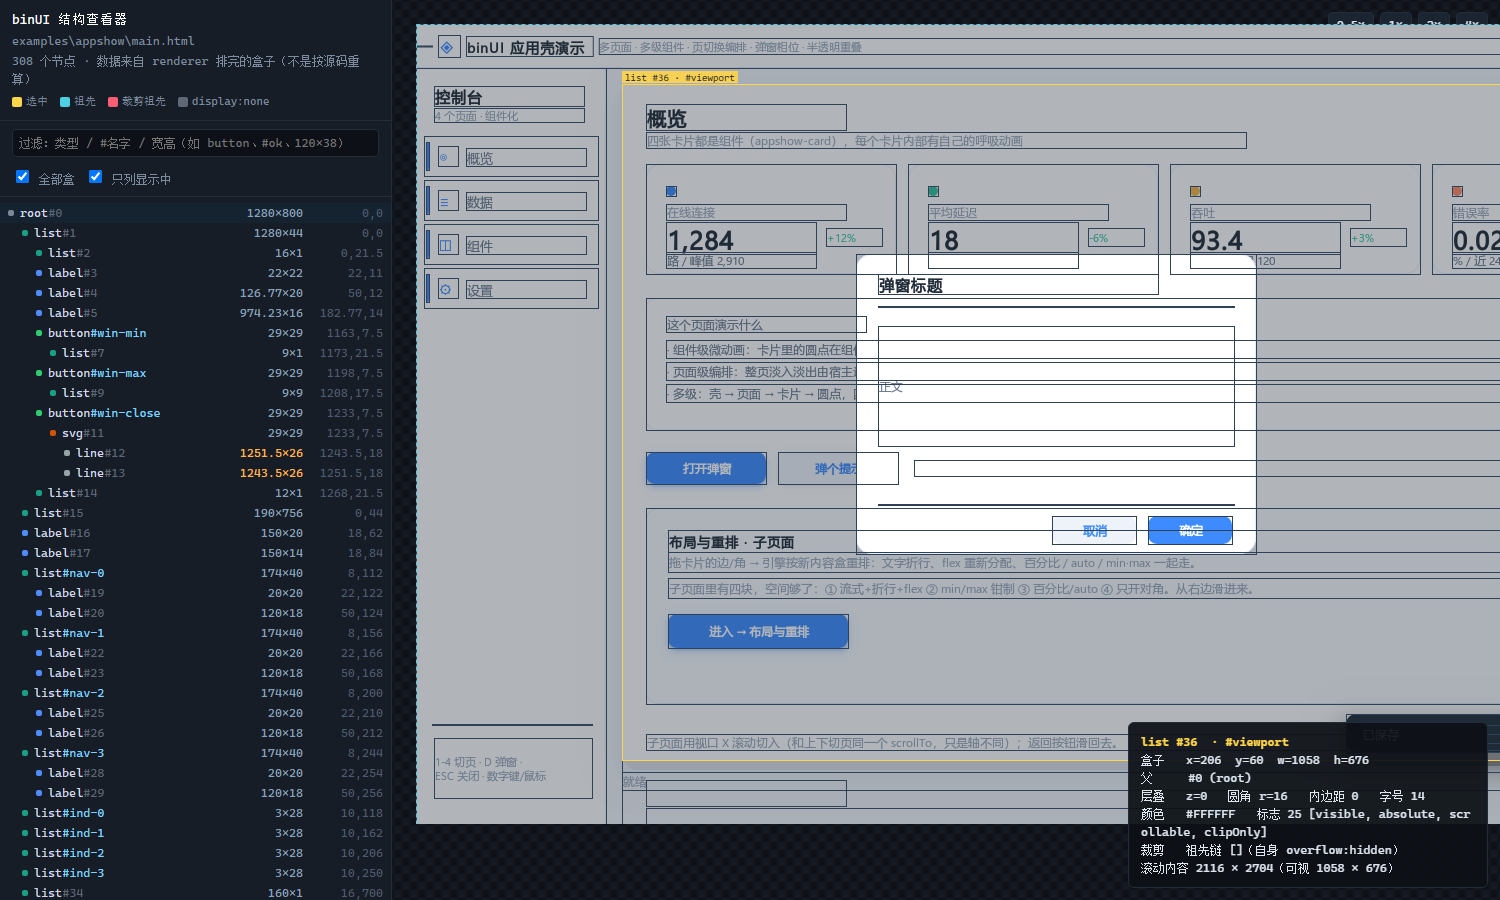 binUI 结构查看器
examples\appshow\main.html
308 个节点 · 数据来自 renderer 排完的盒子（不是按源码重
算）
选中 祖先 裁剪祖先 display:none
过滤：类型 / #名字 / 宽高（如 button、#ok、120×38）
全部盒 只列显示中
root#0 1280×800 0,0
list#1 1280×44 0,0
list#2 16×1 0,21.5
label#3 22×22 22,11
label#4 126.77×20 50,12
label#5 974.23×16 182.77,14
button#win-min 29×29 1163,7.5
list#7 9×1 1173,21.5
button#win-max 29×29 1198,7.5
list#9 9×9 1208,17.5
button#win-close 29×29 1233,7.5
svg#11 29×29 1233,7.5
line#12 1251.5×26 1243.5,18
line#13 1243.5×26 1251.5,18
list#14 12×1 1268,21.5
list#15 190×756 0,44
label#16 150×20 18,62
label#17 150×14 18,84
list#nav-0 174×40 8,112
label#19 20×20 22,122
label#20 120×18 50,124
list#nav-1 174×40 8,156
label#22 20×20 22,166
label#23 120×18 50,168
list#nav-2 174×40 8,200
label#25 20×20 22,210
label#26 120×18 50,212
list#nav-3 174×40 8,244
label#28 20×20 22,254
label#29 120×18 50,256
list#ind-0 3×28 10,118
list#ind-1 3×28 10,162
list#ind-2 3×28 10,206
list#ind-3 3×28 10,250
list#34 160×1 16,700
binUI 应用壳演示 多页面 · 多级组件 · 页切换编排 · 弹窗相位 · 半透明重叠
控制台
4 个页面 · 组件化
概览
数据
组件
设置
1-4 切页 · D 弹窗 ·
ESC 关闭 · 数字键/鼠标
list #36 · #viewport
概览
四张卡片都是组件（appshow-card），每个卡片内部有自己的呼吸动画
在线连接
1,284 +12%
路 / 峰值 2,910
平均延迟
18 -6%
吞吐
93.4 +3%
120
错误率
0.02
% / 近 24
这个页面演示什么
· 组件级微动画：卡片里的圆点在组
· 页面级编排：整页淡入淡出由宿主
· 多级：壳 → 页面 → 卡片 → 圆点，
打开弹窗 弹个提示
弹窗标题
正文
取消 确定
布局与重排 · 子页面
拖卡片的边/角 → 引擎按新内容盒重排：文字折行、flex 重新分配、百分比 / auto / min·max 一起走。
子页面里有四块，空间够了：① 流式+折行+flex ② min/max 钳制 ③ 百分比/auto ④ 只开对角。从右边滑进来。
进入 → 布局与重排
子页面用视口 X 滚动切入（和上下切页同一个 scrollTo，只是轴不同）；返回按钮滑回去。
就绪
已保存
list #36 · #viewport
盒子 x=206 y=60 w=1058 h=676
父 #0 (root)
层叠 z=0 圆角 r=16 内边距 0 字号 14
颜色 #FFFFFF 标志 25 [visible, absolute, scr
ollable, clipOnly]
裁剪 祖先链 []（自身 overflow:hidden）
滚动内容 2116 × 2704（可视 1058 × 676）